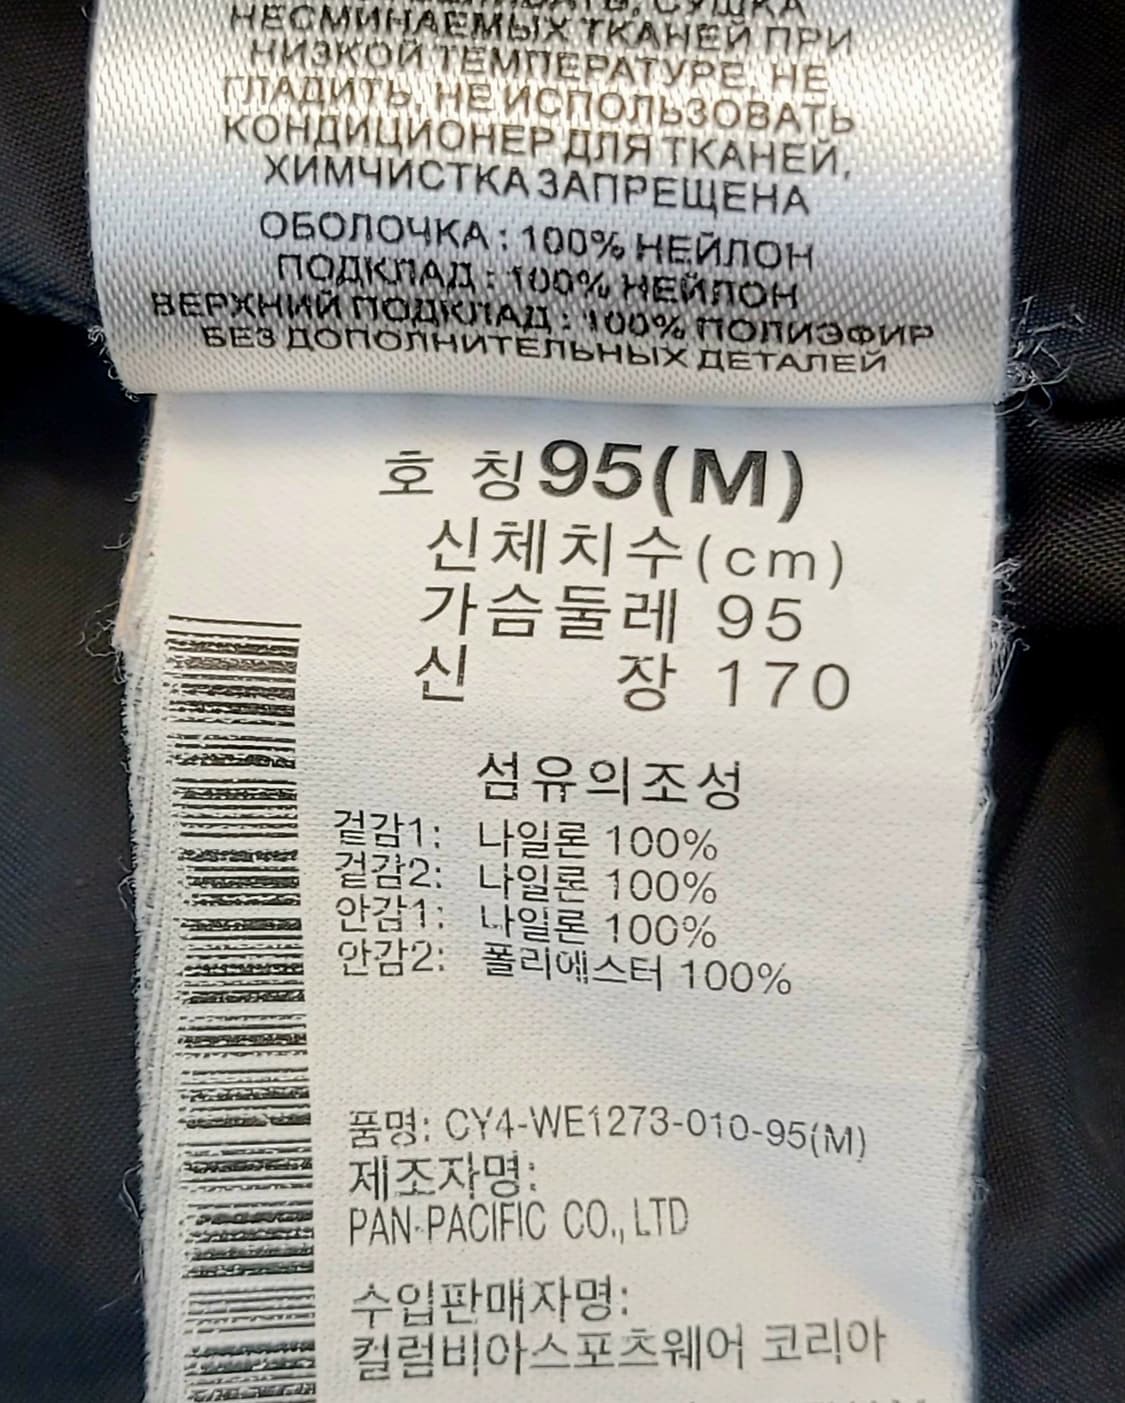 СУШКА
НЕСМИНАЕМЫХ ТКАНЕЙ ПРИ
НИЗКОЙ ТЕМПЕРАТУРЕ, НЕ
ГЛАДИТЬ, НЕ ИСПОЛЬЗОВАТЬ
КОНДИЦИОНЕР ДЛЯ ТКАНЕЙ,
ХИМЧИСТКА ЗАПРЕЩЕНА
ОБОЛОЧКА : 100% НЕЙЛОН
ПОДКЛАД : 100% НЕЙЛОН
ВЕРХНИЙ ПОДКЛАД : 100% ПОЛИЭФИР
БЕЗ ДОПОЛНИТЕЛЬНЫХ ДЕТАЛЕЙ
호 칭 95(M)
신체치수(cm)
가슴둘레 95
신 장 170
섬유의조성
겉감1: 나일론 100%
겉감2: 나일론 100%
안감1: 나일론 100%
안감2: 폴리에스터 100%
품명: CY4-WE1273-010-95(M)
제조자명:
PAN-PACIFIC CO., LTD
수입판매자명:
컬럼비아스포츠웨어 코리아